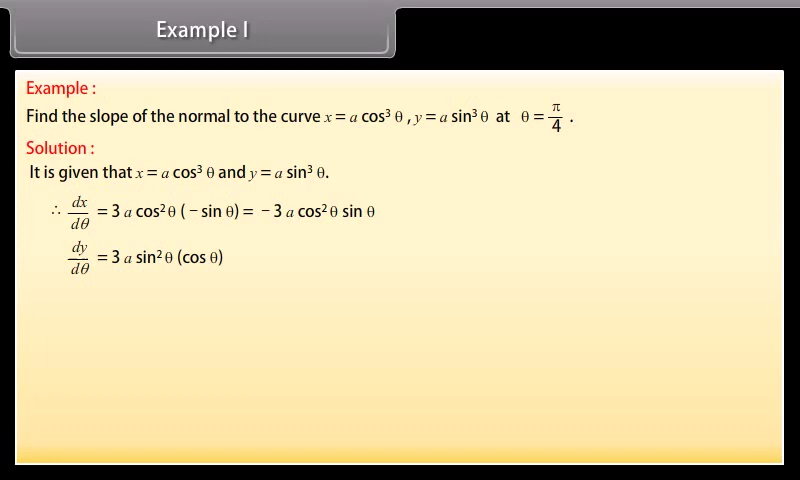 Example I
Example :
Find the slope of the normal to the curve x = a cos³ θ , y = a sin³ θ at θ = π/4 .
Solution :
It is given that x = a cos³ θ and y = a sin³ θ.
∴ dx/dθ = 3 a cos² θ ( − sin θ) = − 3 a cos² θ sin θ
dy/dθ = 3 a sin² θ (cos θ)